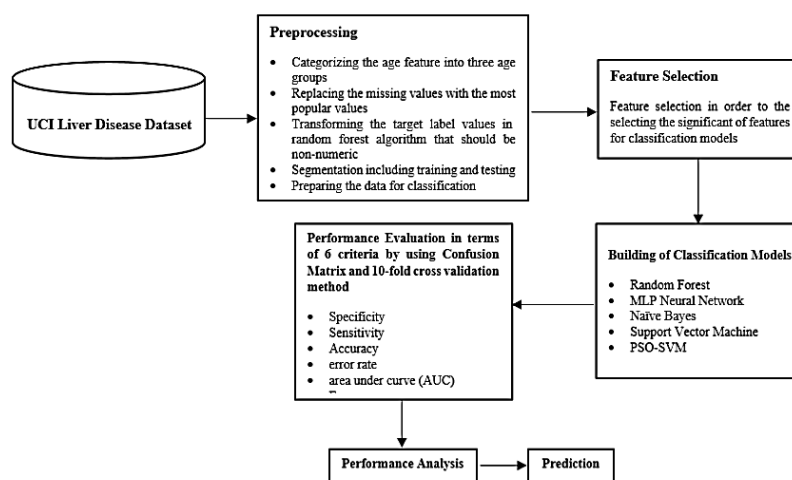 UCI Liver Disease Dataset
Preprocessing
• Categorizing the age feature into three age
groups
• Replacing the missing values with the most
popular values
• Transforming the target label values in
random forest algorithm that should be
non-numeric
• Segmentation including training and testing
• Preparing the data for classification
Feature Selection
Feature selection in order to the
selecting the significant of features
for classification models
Building of Classification Models
• Random Forest
• MLP Neural Network
• Naïve Bayes
• Support Vector Machine
• PSO-SVM
Performance Evaluation in terms
of 6 criteria by using Confusion
Matrix and 10-fold cross validation
method
• Specificity
• Sensitivity
• Accuracy
• error rate
• area under curve (AUC)
Performance Analysis
Prediction